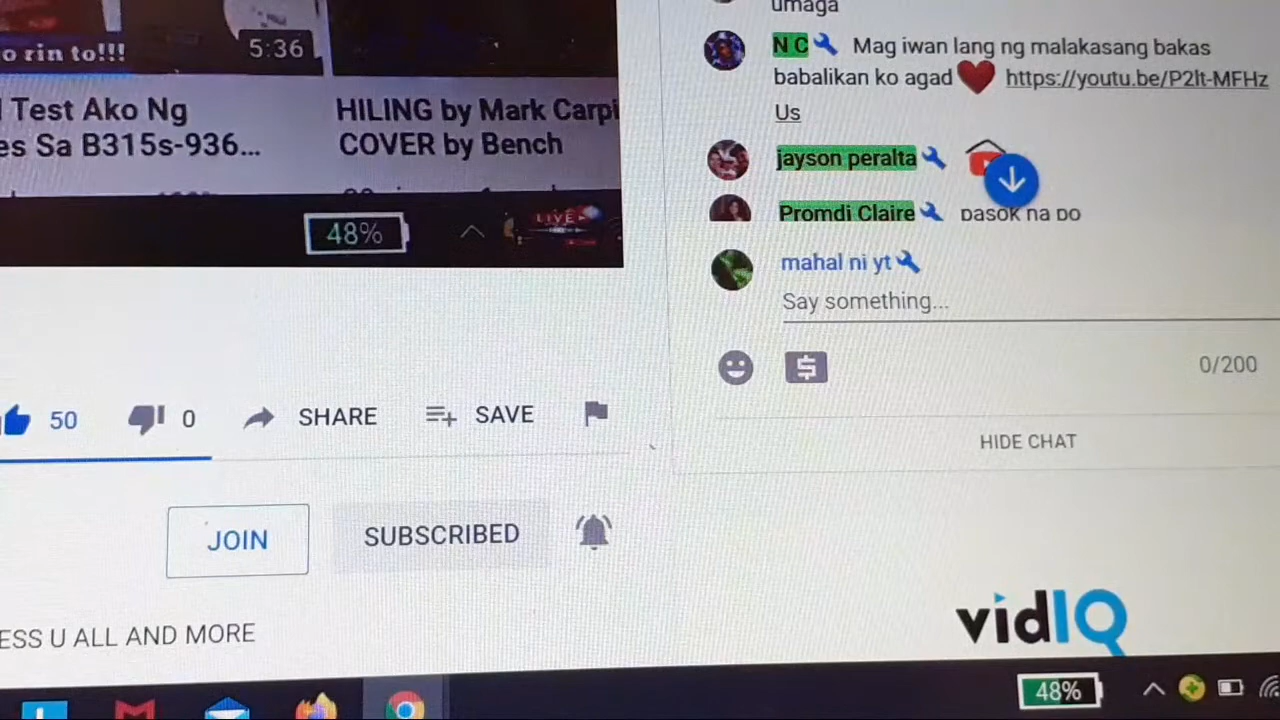 umaga
N C Mag iwan lang ng malakasang bakas
babalikan ko agad https://youtu.be/P2lt-MFHz
Us
o rin to!!!
5:36
Test Ako Ng
es Sa B315s-936...
HILING by Mark Carpi
COVER by Bench
jayson peralta
Promdi Claire pasok na po
48%
LIVE
mahal ni yt
Say something...
0/200
50
0
SHARE
SAVE
HIDE CHAT
JOIN
SUBSCRIBED
vidIQ
ESS U ALL AND MORE
48%